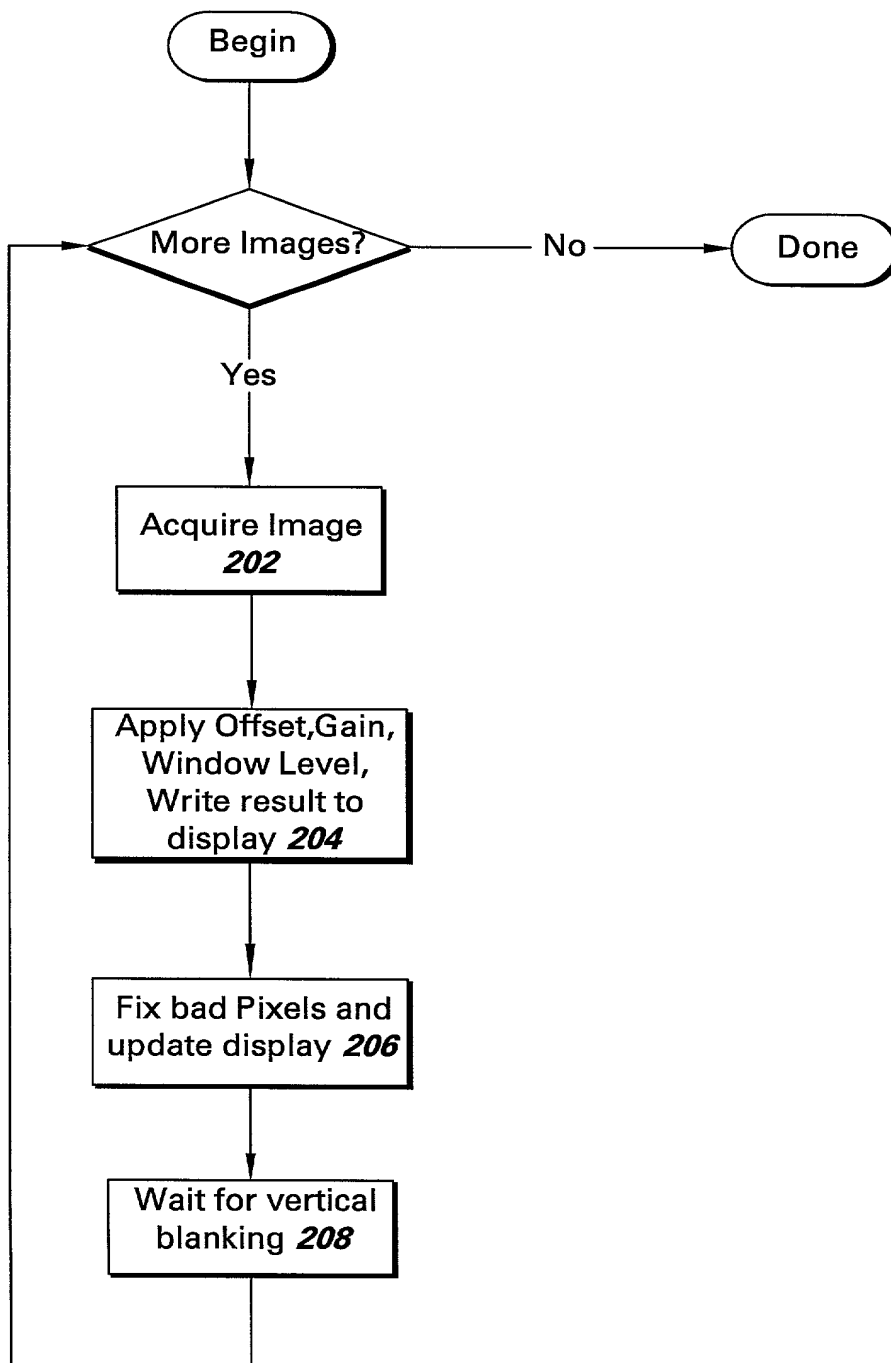 Begin
More Images?
No
Done
Yes
Acquire Image
202
Apply Offset,Gain,
Window Level,
Write result to
display 204
Fix bad Pixels and
update display 206
Wait for vertical
blanking 208